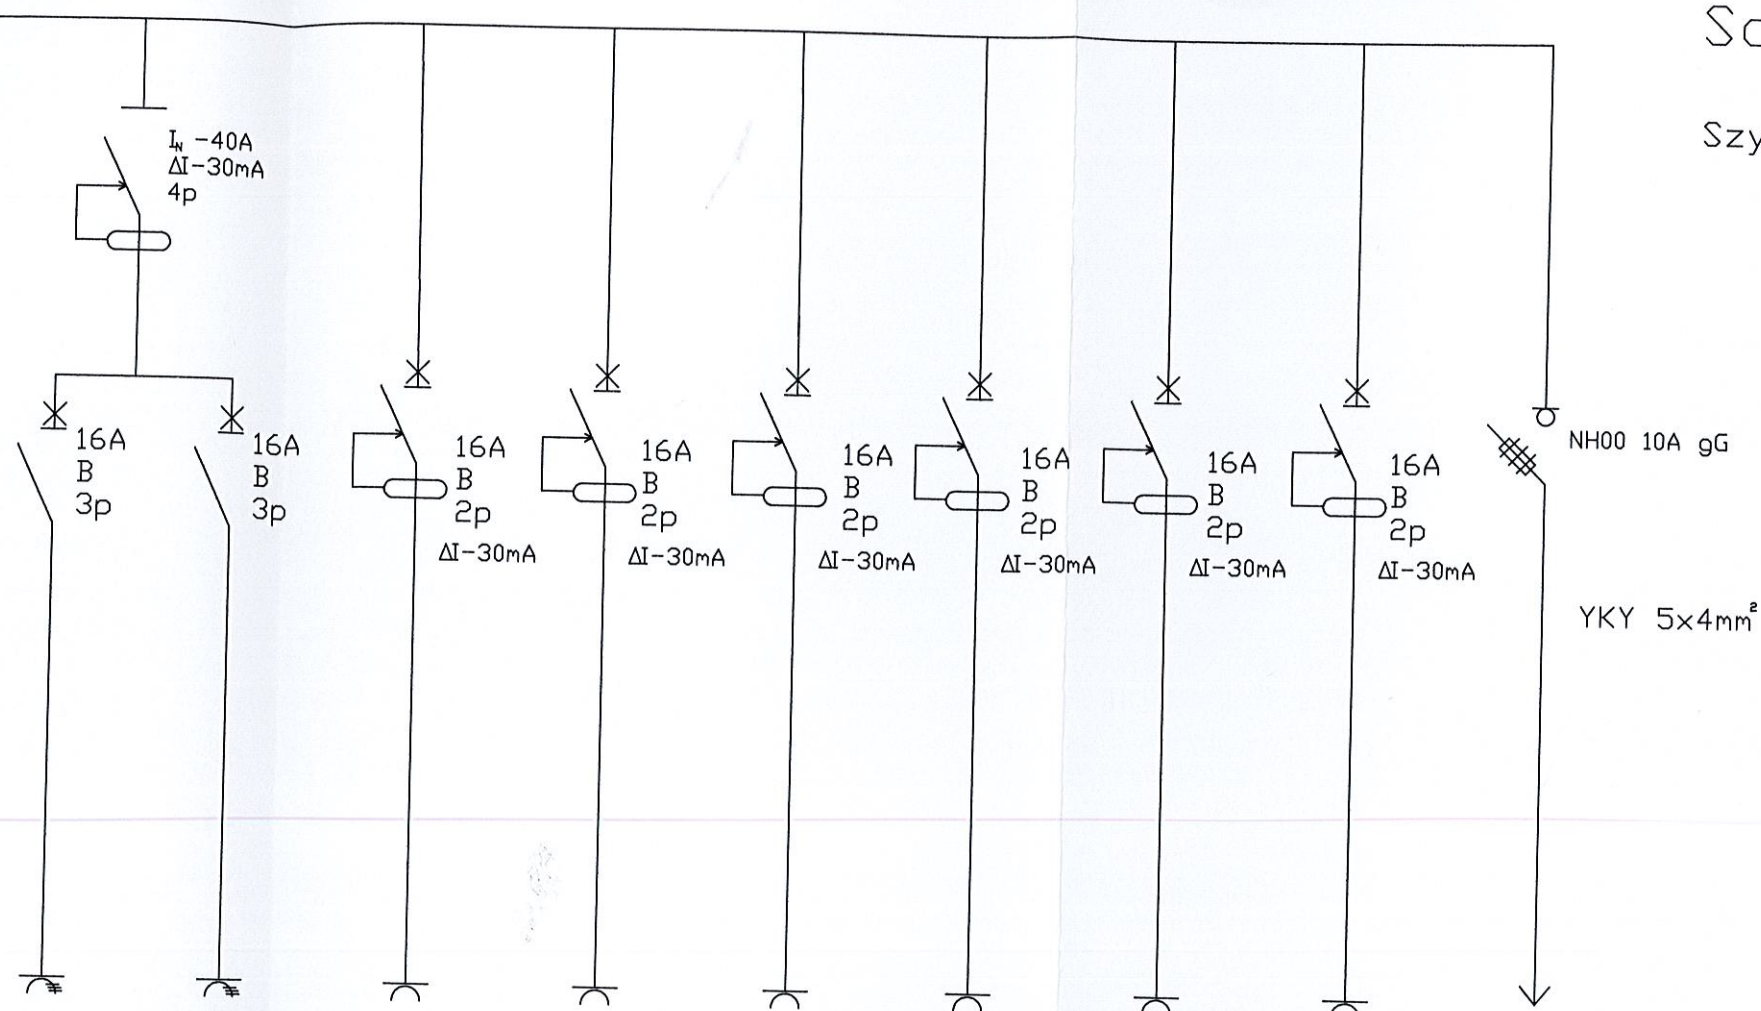 Sc
Szy
I_N -40A
ΔI-30mA
4p
16A
B
3p
16A
B
3p
16A
B
2p
ΔI-30mA
16A
B
2p
ΔI-30mA
16A
B
2p
ΔI-30mA
16A
B
2p
ΔI-30mA
16A
B
2p
ΔI-30mA
16A
B
2p
ΔI-30mA
NH00 10A gG
YKY 5x4mm²